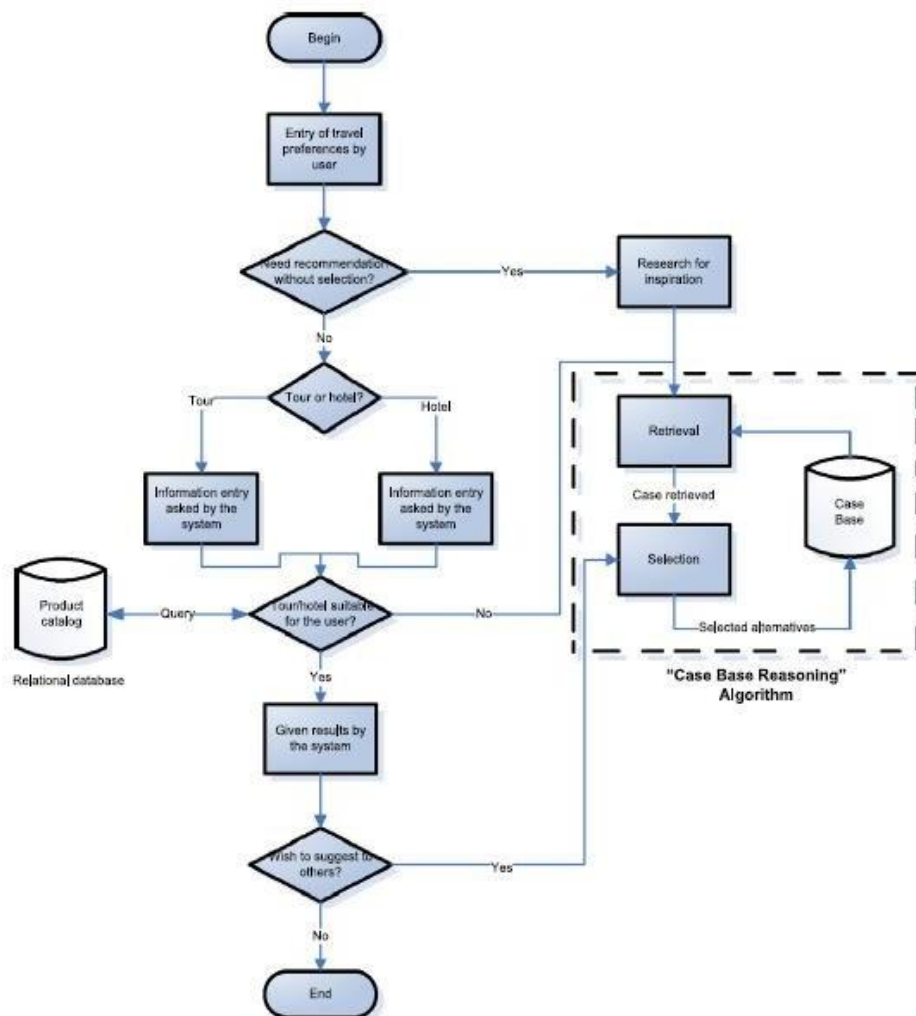 Begin
Entry of travel
preferences by
user
Need recommendation
without selection?
Yes
Research for
inspiration
No
Tour or hotel?
Tour
Hotel
Information entry
asked by the
system
Information entry
asked by the
system
Retrieval
Case retrieved
Selection
Case
Base
Selected alternatives
"Case Base Reasoning"
Algorithm
Product
catalog
Relational database
Query
Tour/hotel suitable
for the user?
No
Yes
Given results by
the system
Wish to suggest to
others?
Yes
No
End